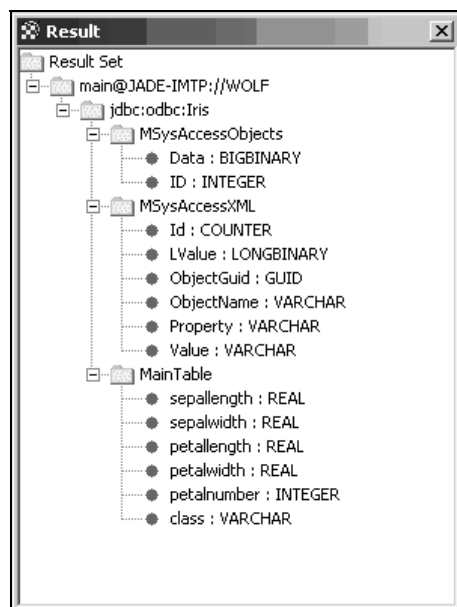 Result
Result Set
main@JADE-IMTP://WOLF
jdbc:odbc:Iris
MSysAccessObjects
Data : BIGBINARY
ID : INTEGER
MSysAccessXML
Id : COUNTER
LValue : LONGBINARY
ObjectGuid : GUID
ObjectName : VARCHAR
Property : VARCHAR
Value : VARCHAR
MainTable
sepallength : REAL
sepalwidth : REAL
petallength : REAL
petalwidth : REAL
petalnumber : INTEGER
class : VARCHAR